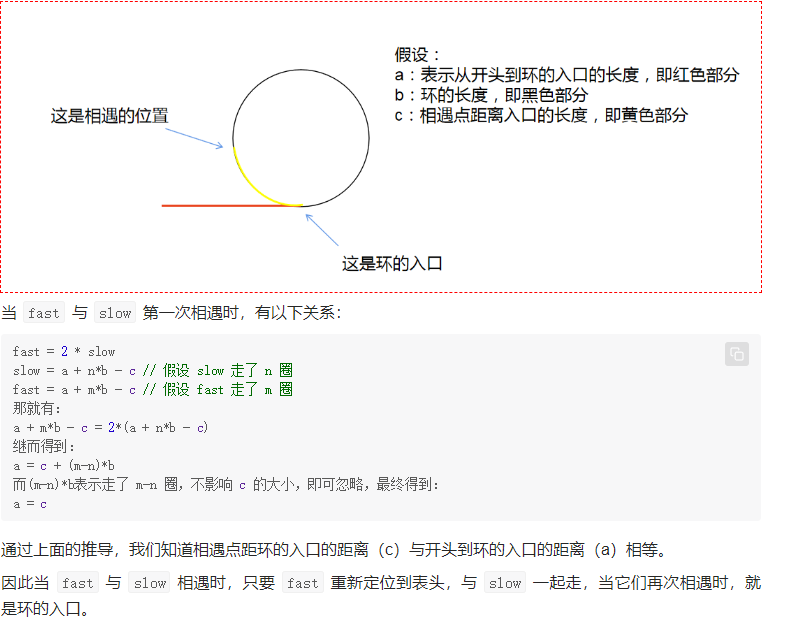 假设：
a：表示从开头到环的入口的长度，即红色部分
b：环的长度，即黑色部分
c：相遇点距离入口的长度，即黄色部分
这是相遇的位置
这是环的入口
当 fast 与 slow 第一次相遇时，有以下关系：
fast = 2 * slow
slow = a + n*b - c // 假设 slow 走了 n 圈
fast = a + m*b - c // 假设 fast 走了 m 圈
那就有：
a + m*b - c = 2*(a + n*b - c)
继而得到：
a = c + (m-n)*b
而(m-n)*b表示走了 m-n 圈，不影响 c 的大小，即可忽略，最终得到：
a = c
通过上面的推导，我们知道相遇点距环的入口的距离（c）与开头到环的入口的距离（a）相等。
因此当 fast 与 slow 相遇时，只要 fast 重新定位到表头，与 slow 一起走，当它们再次相遇时，就
是环的入口。